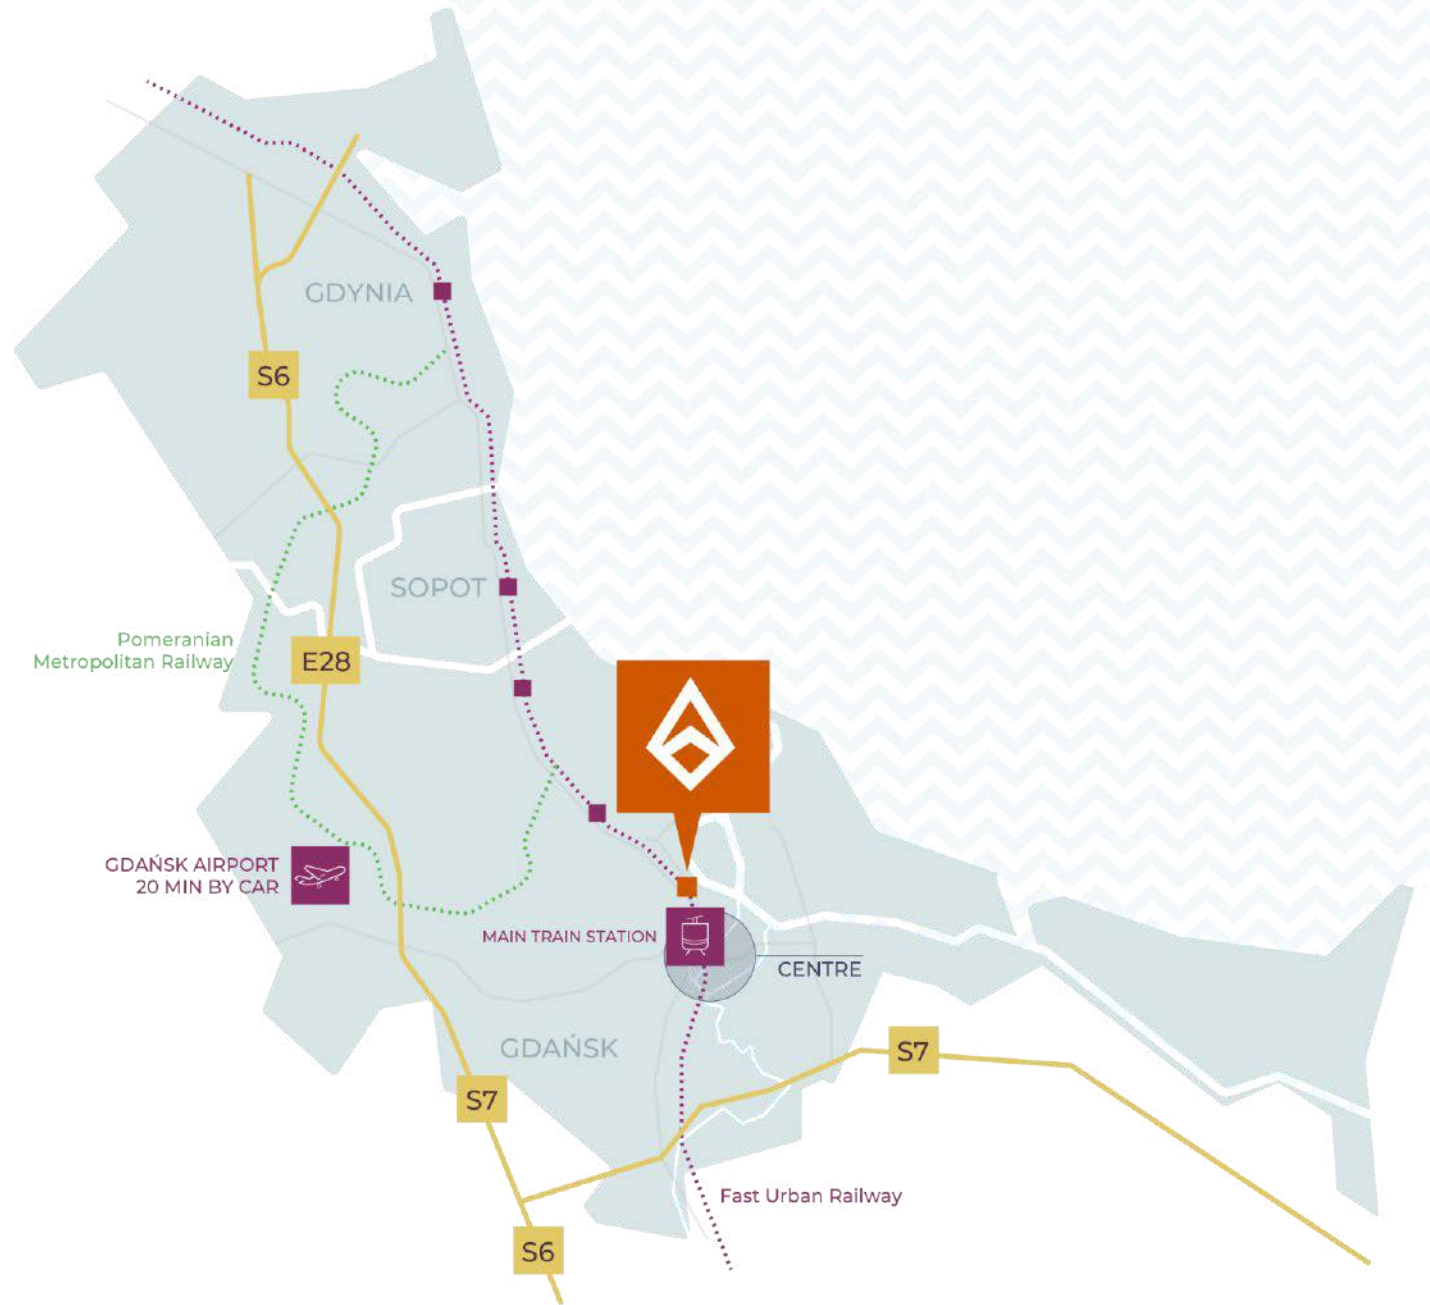 GDYNIA
S6
SOPOT
Pomeranian
Metropolitan Railway
E28
GDAŃSK AIRPORT
20 MIN BY CAR
MAIN TRAIN STATION
CENTRE
GDAŃSK
S7
S7
Fast Urban Railway
S6